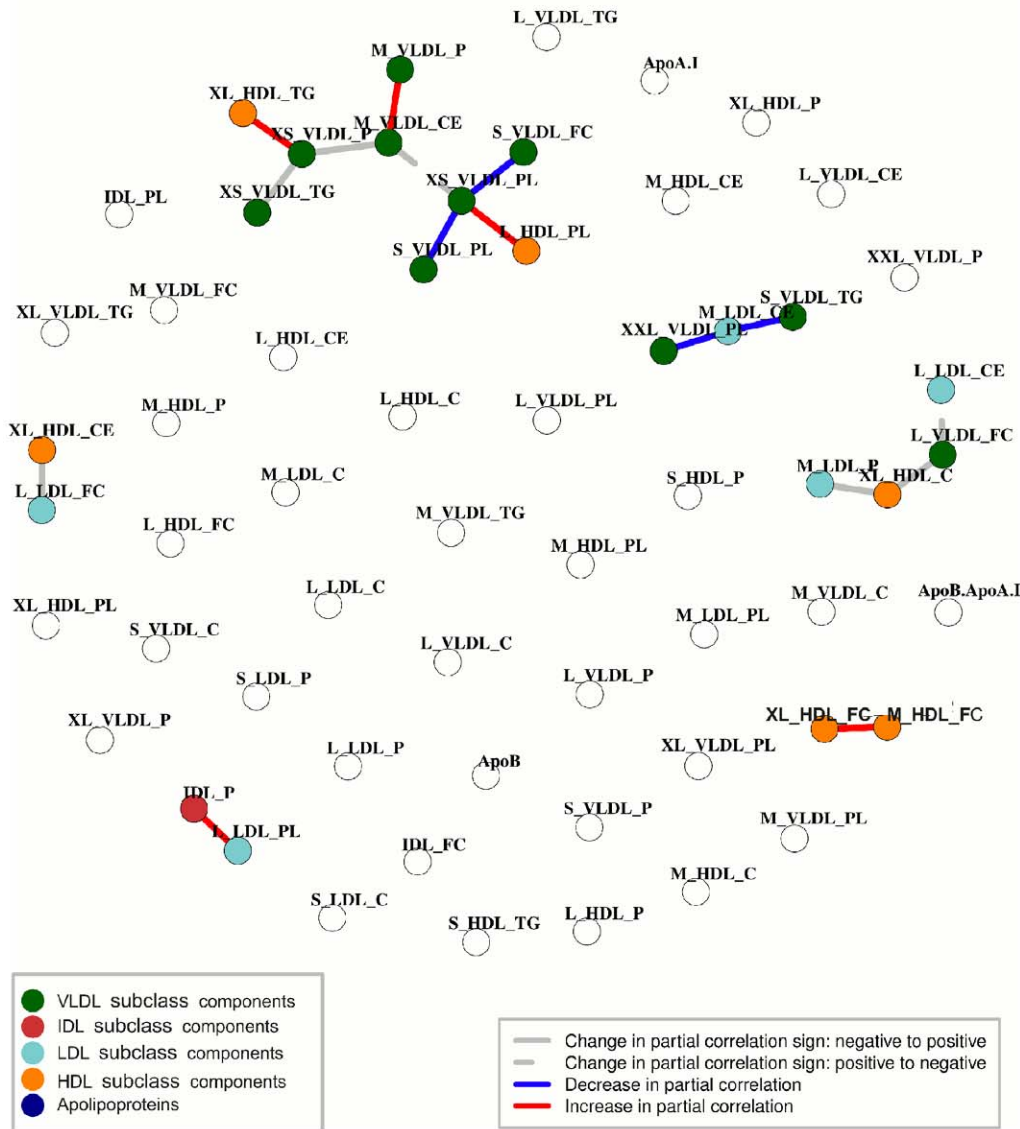 L_VLDL_TG
M_VLDL_P
ApoA.I
XL_HDL_TG
XL_HDL_P
M_VLDL_CE
XS_VLDL_P
S_VLDL_FC
XS_VLDL_PL
M_HDL_CE
L_VLDL_CE
XS_VLDL_TG
IDL_PL
L_HDL_PL
S_VLDL_PL
XXL_VLDL_P
M_VLDL_FC
S_VLDL_TG
XL_VLDL_TG
M_LDL_CE
XXL_VLDL_PL
L_HDL_CE
L_LDL_CE
M_HDL_P
L_HDL_C
L_VLDL_PL
XL_HDL_CE
L_VLDL_FC
M_LDL_P
XL_HDL_C
M_LDL_C
S_HDL_P
L_LDL_FC
M_VLDL_TG
L_HDL_FC
M_HDL_PL
XL_HDL_PL
L_LDL_C
M_VLDL_C
ApoB.ApoA.I
S_VLDL_C
M_LDL_PL
L_VLDL_C
S_LDL_P
L_VLDL_P
XL_HDL_FC
M_HDL_FC
XL_VLDL_P
L_LDL_P
ApoB
XL_VLDL_PL
IDL_P
L_LDL_PL
S_VLDL_P
M_VLDL_PL
IDL_FC
M_HDL_C
S_LDL_C
S_HDL_TG
L_HDL_P
VLDL subclass components
IDL subclass components
LDL subclass components
HDL subclass components
Apolipoproteins
Change in partial correlation sign: negative to positive
Change in partial correlation sign: positive to negative
Decrease in partial correlation
Increase in partial correlation